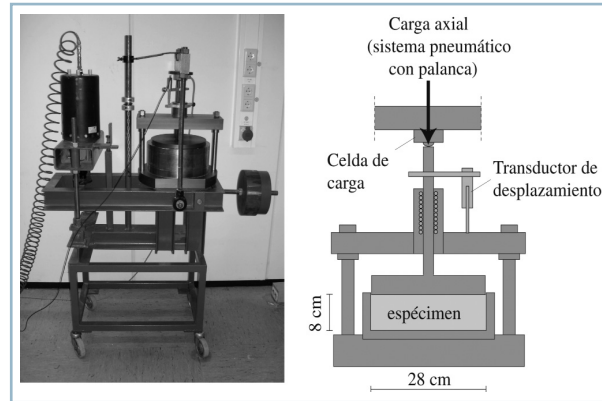 Carga axial
(sistema pneumático
con palanca)
Celda de
carga
Transductor de
desplazamiento
espécimen
8 cm
28 cm